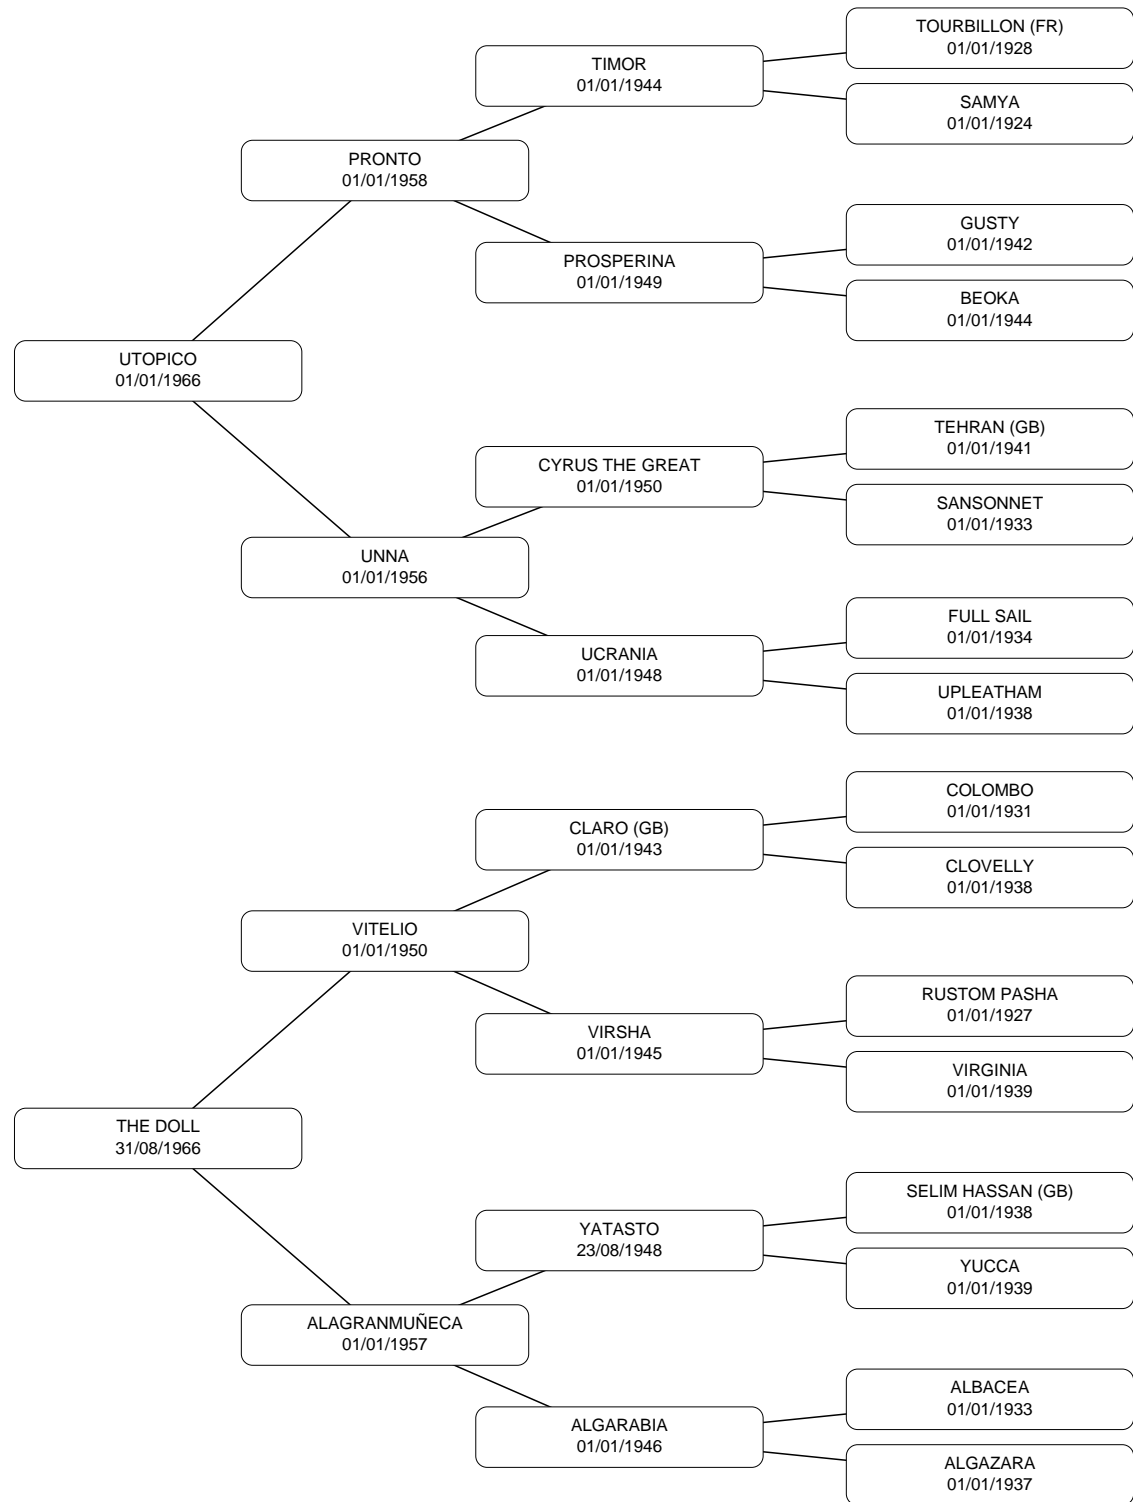 TOURBILLON (FR)
01/01/1928
TIMOR
01/01/1944
SAMYA
01/01/1924
PRONTO
01/01/1958
GUSTY
01/01/1942
PROSPERINA
01/01/1949
BEOKA
01/01/1944
UTOPICO
01/01/1966
TEHRAN (GB)
01/01/1941
CYRUS THE GREAT
01/01/1950
SANSONNET
01/01/1933
UNNA
01/01/1956
FULL SAIL
01/01/1934
UCRANIA
01/01/1948
UPLEATHAM
01/01/1938
COLOMBO
01/01/1931
CLARO (GB)
01/01/1943
CLOVELLY
01/01/1938
VITELIO
01/01/1950
RUSTOM PASHA
01/01/1927
VIRSHA
01/01/1945
VIRGINIA
01/01/1939
THE DOLL
31/08/1966
SELIM HASSAN (GB)
01/01/1938
YATASTO
23/08/1948
YUCCA
01/01/1939
ALAGRANMUÑECA
01/01/1957
ALBACEA
01/01/1933
ALGARABIA
01/01/1946
ALGAZARA
01/01/1937